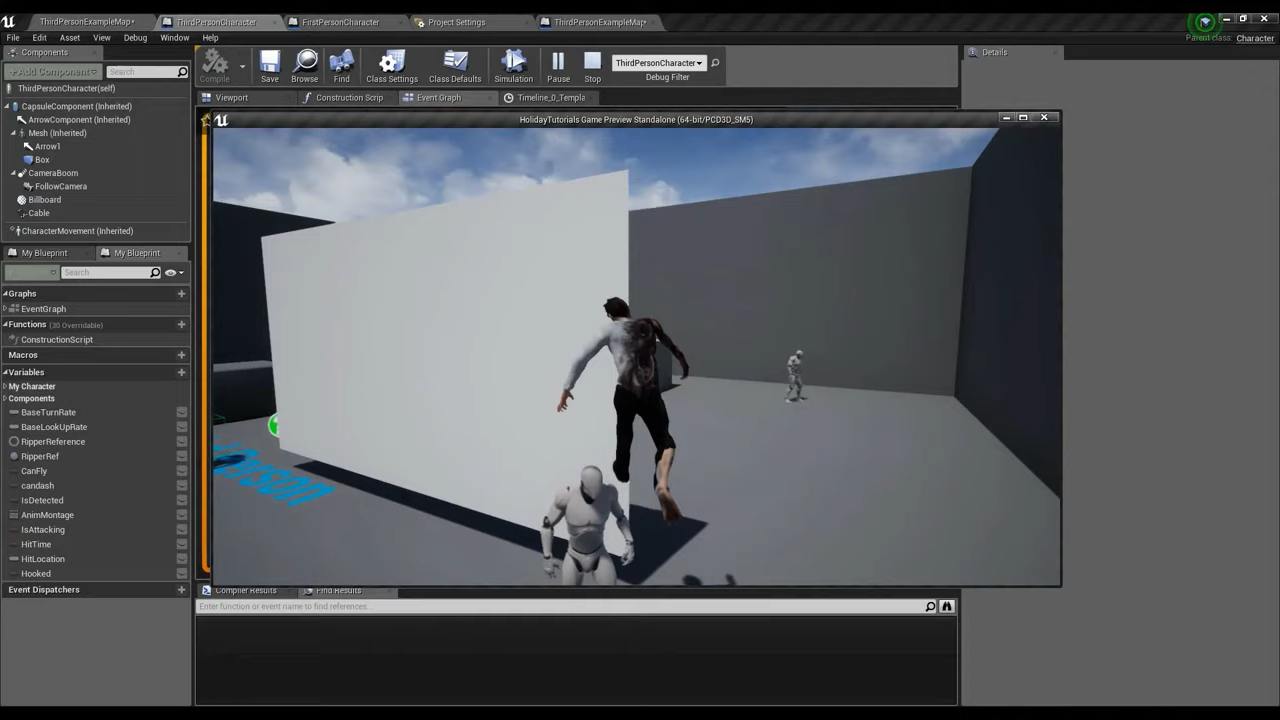 ThirdPersonExampleMap*
ThirdPersonCharacter
FirstPersonCharacter
Project Settings
ThirdPersonExampleMap*
File Edit Asset View Debug Window Help
Parent class: Character
Components
+Add Component
Search
ThirdPersonCharacter(self)
CapsuleComponent (Inherited)
ArrowComponent (Inherited)
Mesh (Inherited)
Arrow1
Box
CameraBoom
FollowCamera
Billboard
Cable
CharacterMovement (Inherited)
My Blueprint
My Blueprint
Search
Graphs
EventGraph
Functions (30 Overridable)
ConstructionScript
Macros
Variables
My Character
Components
BaseTurnRate
BaseLookUpRate
RipperReference
RipperRef
CanFly
candash
IsDetected
AnimMontage
IsAttacking
HitTime
HitLocation
Hooked
Event Dispatchers
Compile
Save
Browse
Find
Class Settings
Class Defaults
Simulation
Pause
Stop
ThirdPersonCharacter
Debug Filter
Viewport
Construction Scrip
Event Graph
Timeline_0_Templa
HolidayTutorials Game Preview Standalone (64-bit/PCD3D_SM5)
Compiler Results
Find Results
Enter function or event name to find references...
Details